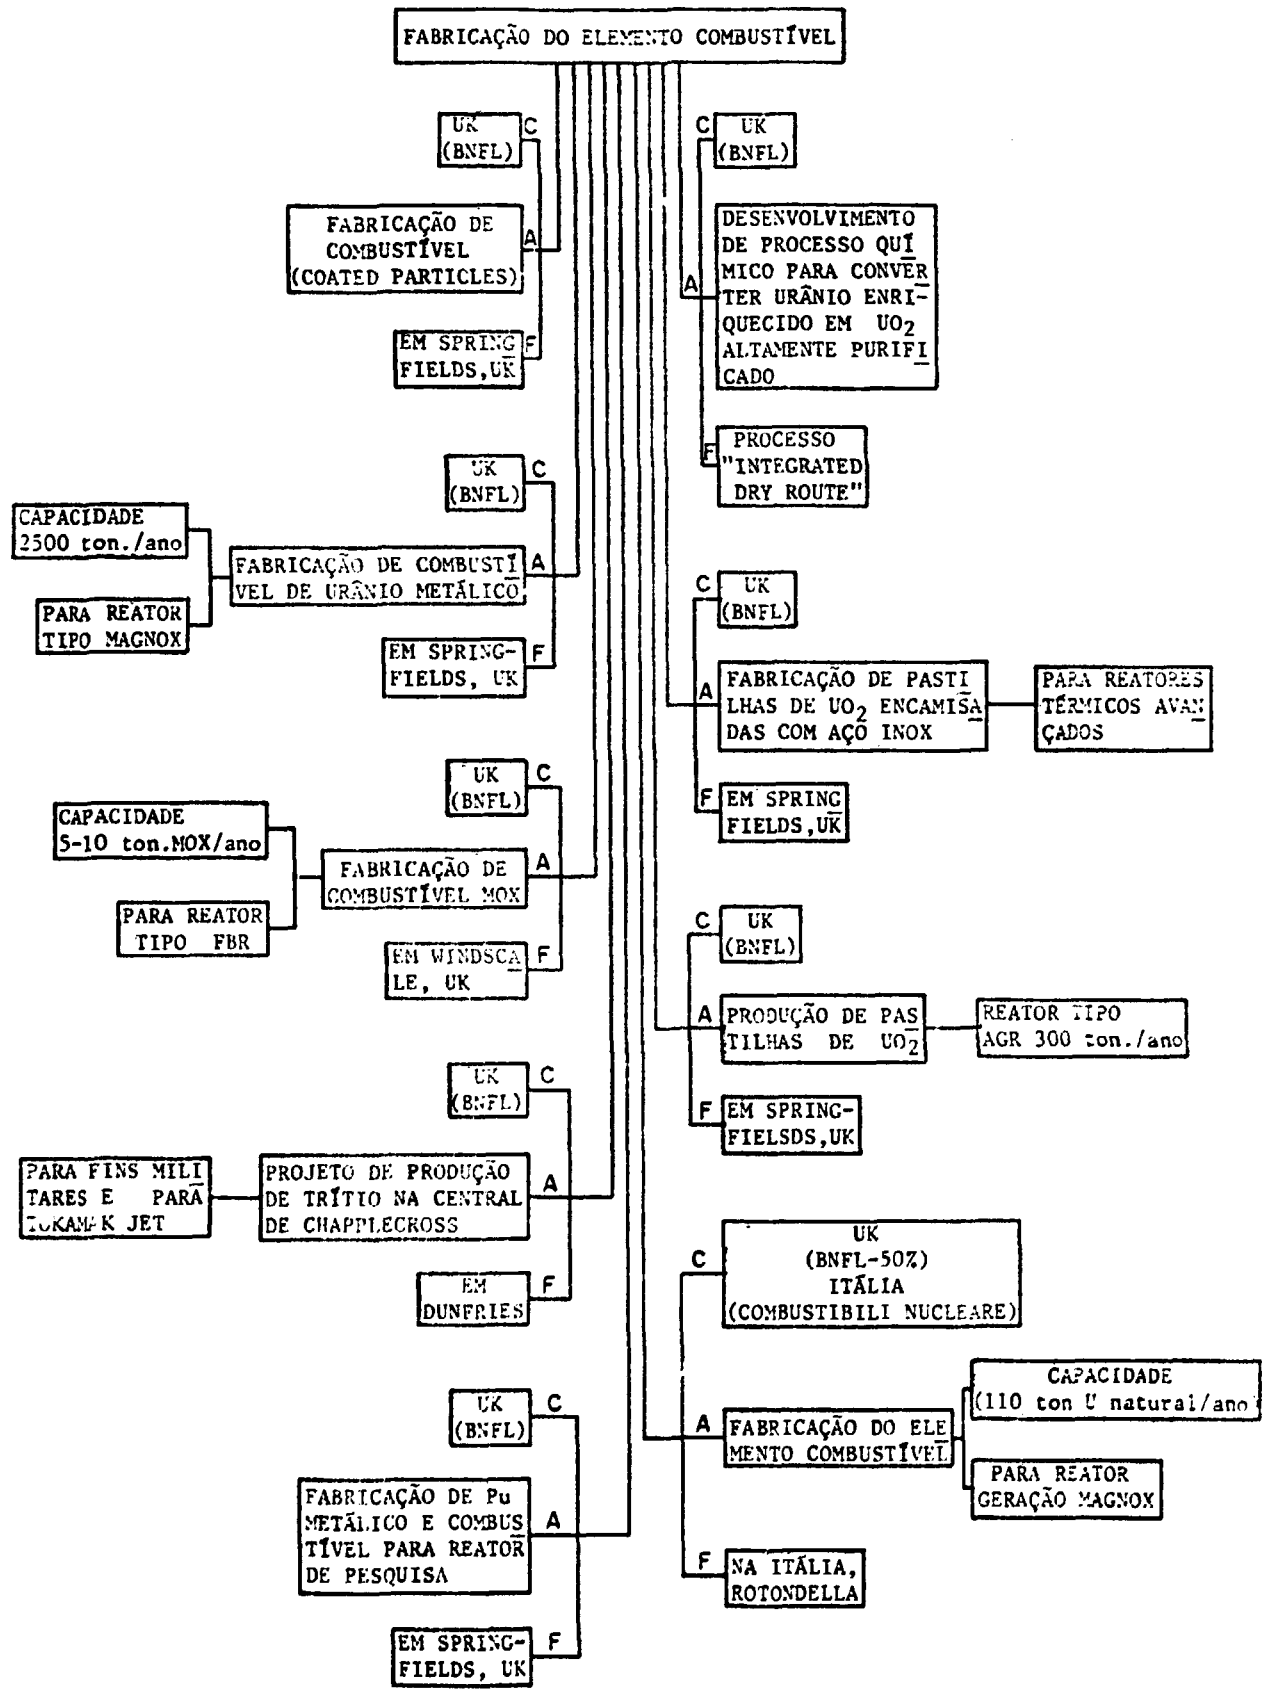 FABRICAÇÃO DO ELEMENTO COMBUSTÍVEL
UK
(BNFL)
C
FABRICAÇÃO DE
COMBUSTÍVEL
(COATED PARTICLES)
A
EM SPRING
FIELDS,UK
F
UK
(BNFL)
C
CAPACIDADE
2500 ton./ano
PARA REATOR
TIPO MAGNOX
FABRICAÇÃO DE COMBUSTÍ
VEL DE URÂNIO METÁLICO
A
EM SPRING-
FIELDS, UK
F
UK
(BNFL)
C
CAPACIDADE
5-10 ton.MOX/ano
PARA REATOR
TIPO FBR
FABRICAÇÃO DE
COMBUSTÍVEL MOX
A
EM WINDSCA
LE, UK
F
UK
(BNFL)
C
PARA FINS MILI
TARES E PARA
TOKAMAK JET
PROJETO DE PRODUÇÃO
DE TRÍTIO NA CENTRAL
DE CHAPPLECROSS
A
EM
DUNFRIES
F
UK
(BNFL)
C
FABRICAÇÃO DE Pu
METÁLICO E COMBUS
TÍVEL PARA REATOR
DE PESQUISA
A
EM SPRING-
FIELDS, UK
F
C
UK
(BNFL)
A
DESENVOLVIMENTO
DE PROCESSO QUÍ
MICO PARA CONVER
TER URÂNIO ENRI-
QUECIDO EM UO2
ALTAMENTE PURIFI
CADO
F
PROCESSO
"INTEGRATED
DRY ROUTE"
C
UK
(BNFL)
A
FABRICAÇÃO DE PASTI
LHAS DE UO2 ENCAMISA
DAS COM AÇO INOX
PARA REATORES
TÉRMICOS AVAN
ÇADOS
F
EM SPRING
FIELDS,UK
C
UK
(BNFL)
A
PRODUÇÃO DE PAS
TILHAS DE UO2
REATOR TIPO
AGR 300 ton./ano
F
EM SPRING-
FIELSDS,UK
C
UK
(BNFL-50%)
ITÁLIA
(COMBUSTIBILI NUCLEARE)
A
FABRICAÇÃO DO ELE
MENTO COMBUSTÍVEL
CAPACIDADE
(110 ton U natural/ano)
PARA REATOR
GERAÇÃO MAGNOX
F
NA ITÁLIA,
ROTONDELLA